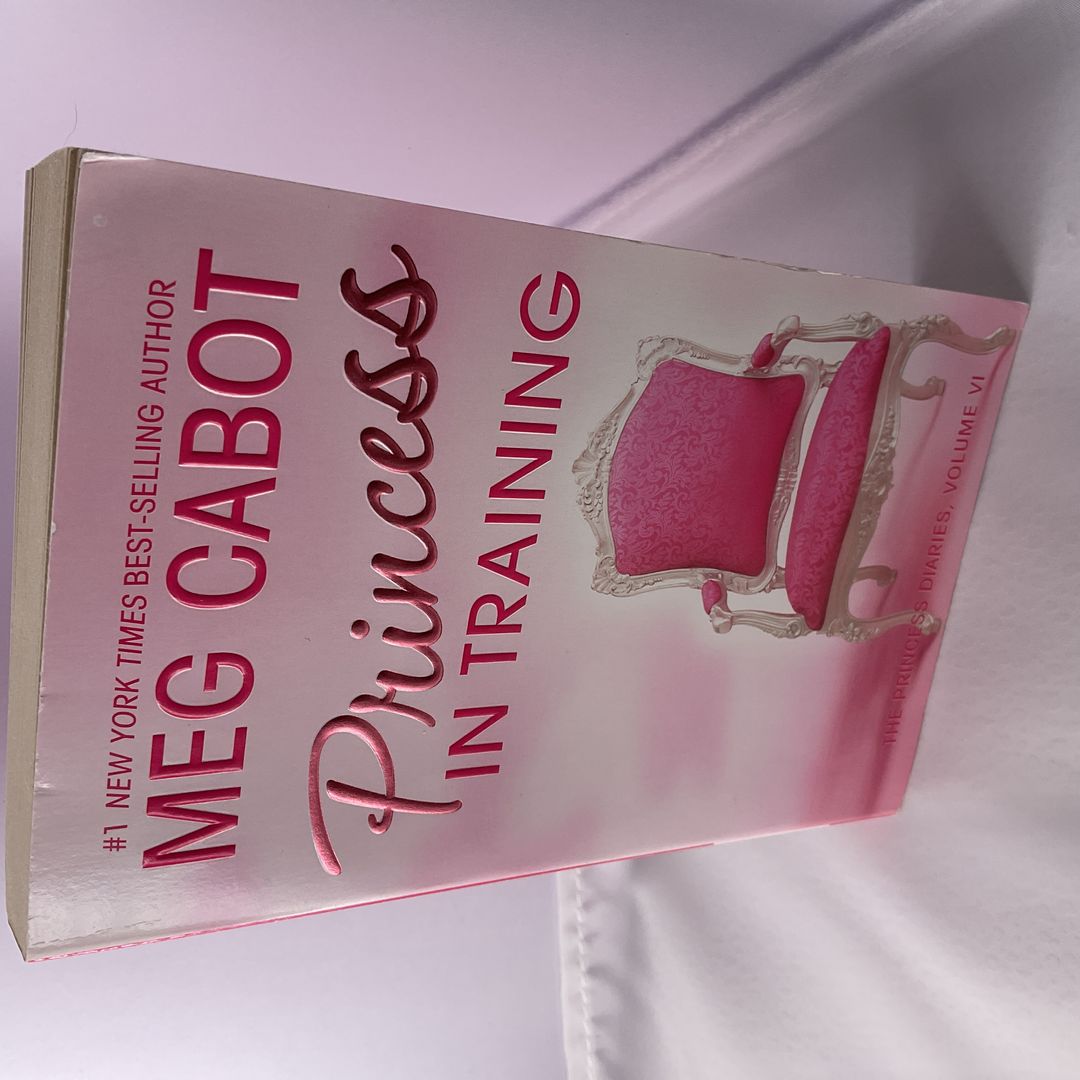 #1 NEW YORK TIMES BEST-SELLING AUTHOR
MEG CABOT
Princess
IN TRAINING
THE PRINCESS DIARIES, VOLUME VI